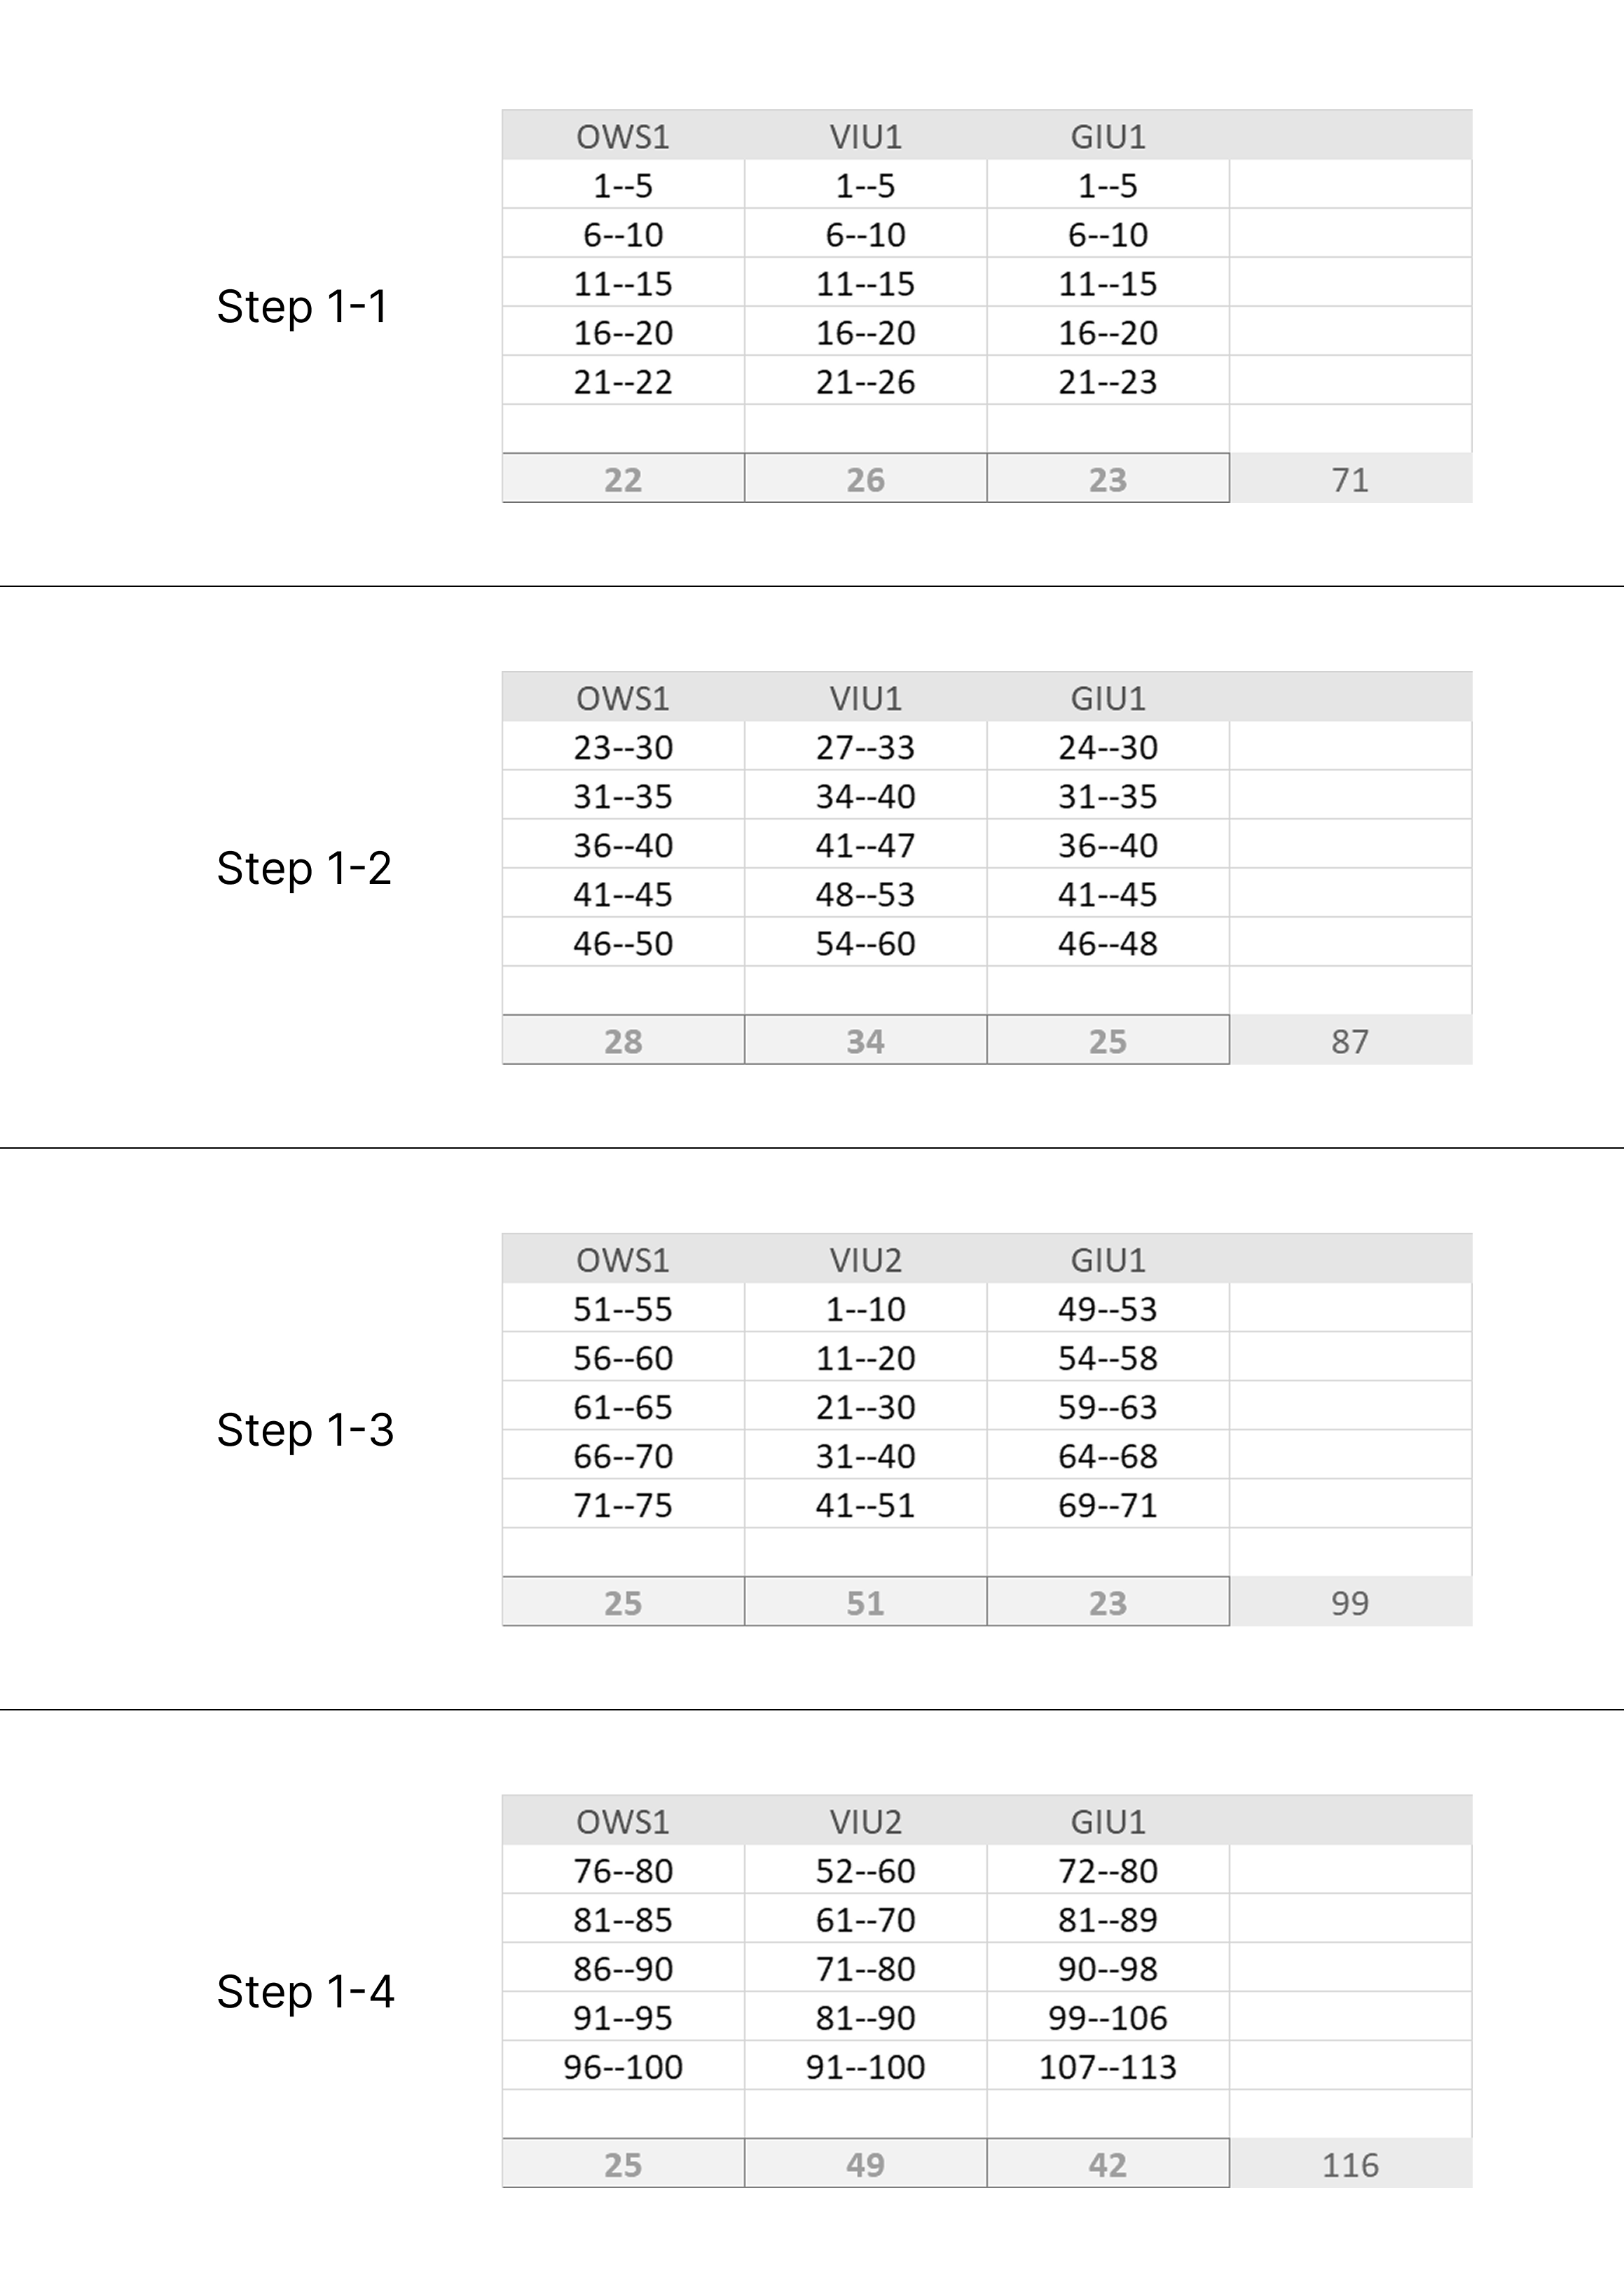 OWS1 VIU1 GIU1
1--5 1--5 1--5
6--10 6--10 6--10
11--15 11--15 11--15
Step 1-1
16--20 16--20 16--20
21--22 21--26 21--23
22 26 23 71
OWS1 VIU1 GIU1
23--30 27--33 24--30
31--35 34--40 31--35
36--40 41--47 36--40
Step 1-2
41--45 48--53 41--45
46--50 54--60 46--48
28 34 25 87
OWS1 VIU2 GIU1
51--55 1--10 49--53
56--60 11--20 54--58
61--65 21--30 59--63
Step 1-3
66--70 31--40 64--68
71--75 41--51 69--71
25 51 23 99
OWS1 VIU2 GIU1
76--80 52--60 72--80
81--85 61--70 81--89
86--90 71--80 90--98
Step 1-4
91--95 81--90 99--106
96--100 91--100 107--113
25 49 42 116